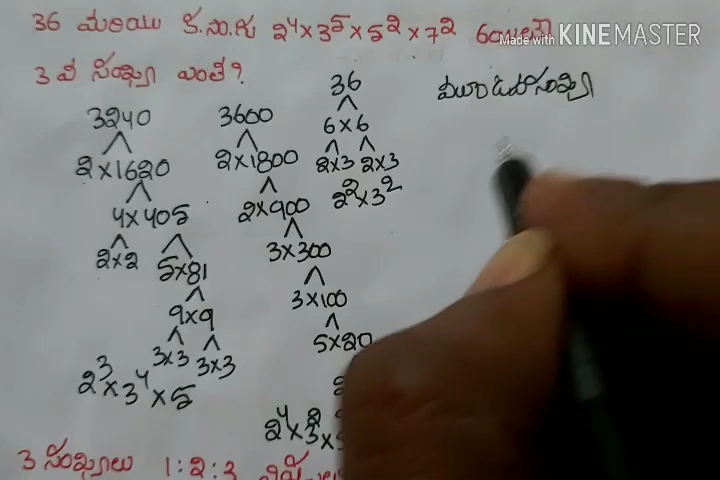 36 మరియు క.సా.గు 2⁴×3⁵×5²×7² అయిన
Made with KINEMASTER
3 వ సంఖ్య ఎంత?
36
3240 3600 6×6
2×1620 2×1800 2×3 2×3
4×405 2×900 2²×3²
2×2 5×81 3×300
9×9 3×100
3×3 3×3 5×20
2³×3⁴×5
2⁴×3²×
3 సంఖ్యలు 1:2:3